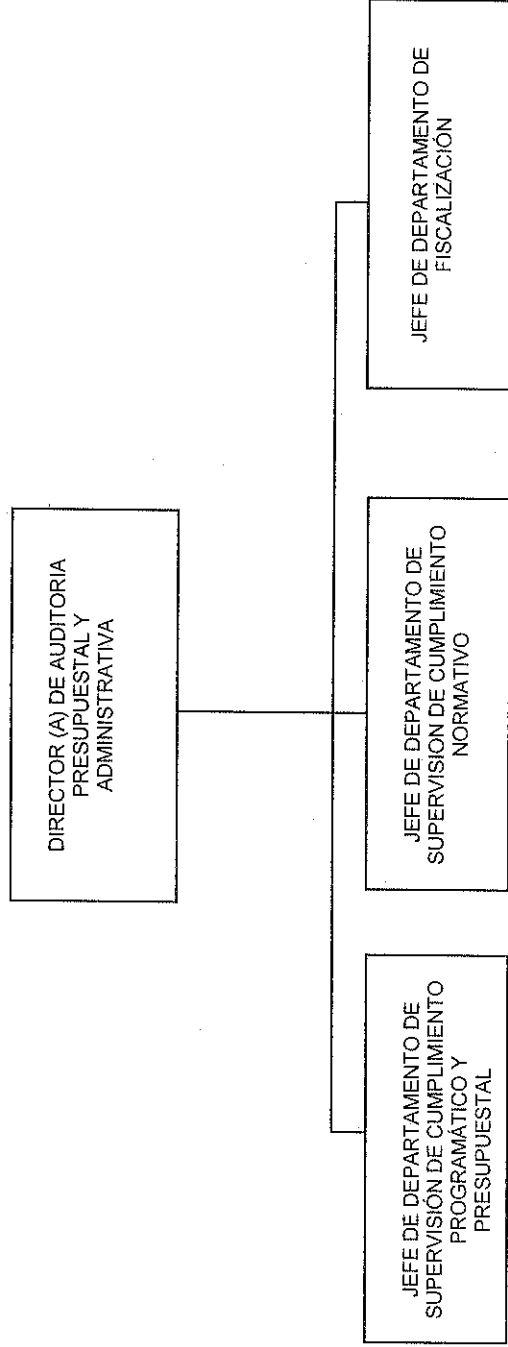 DIRECTOR (A) DE AUDITORIA
PRESUPUESTAL Y
ADMINISTRATIVA
JEFE DE DEPARTAMENTO DE
SUPERVISIÓN DE CUMPLIMIENTO
PROGRAMÁTICO Y
PRESUPUESTAL
JEFE DE DEPARTAMENTO DE
SUPERVISION DE CUMPLIMIENTO
NORMATIVO
JEFE DE DEPARTAMENTO DE
FISCALIZACIÓN